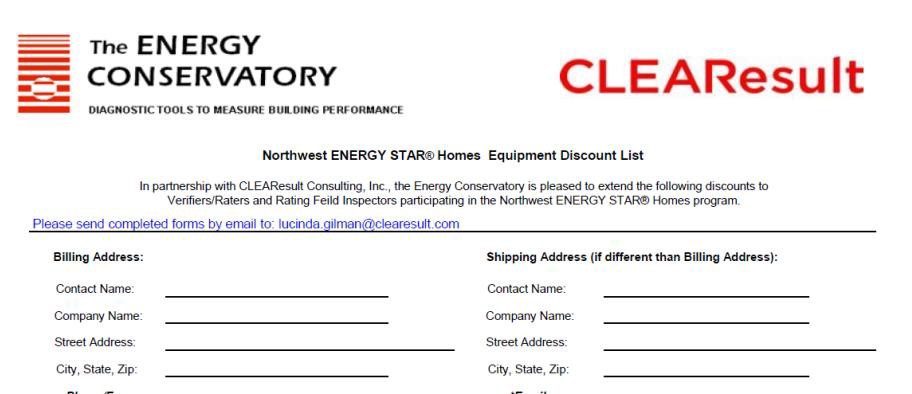 The ENERGY
CONSERVATORY
DIAGNOSTIC TOOLS TO MEASURE BUILDING PERFORMANCE
CLEAResult
Northwest ENERGY STAR® Homes Equipment Discount List
In partnership with CLEAResult Consulting, Inc., the Energy Conservatory is pleased to extend the following discounts to
Verifiers/Raters and Rating Feild Inspectors participating in the Northwest ENERGY STAR® Homes program.
Please send completed forms by email to: lucinda.gilman@clearesult.com
Billing Address:
Contact Name:
Company Name:
Street Address:
City, State, Zip:
Shipping Address (if different than Billing Address):
Contact Name:
Company Name:
Street Address:
City, State, Zip: